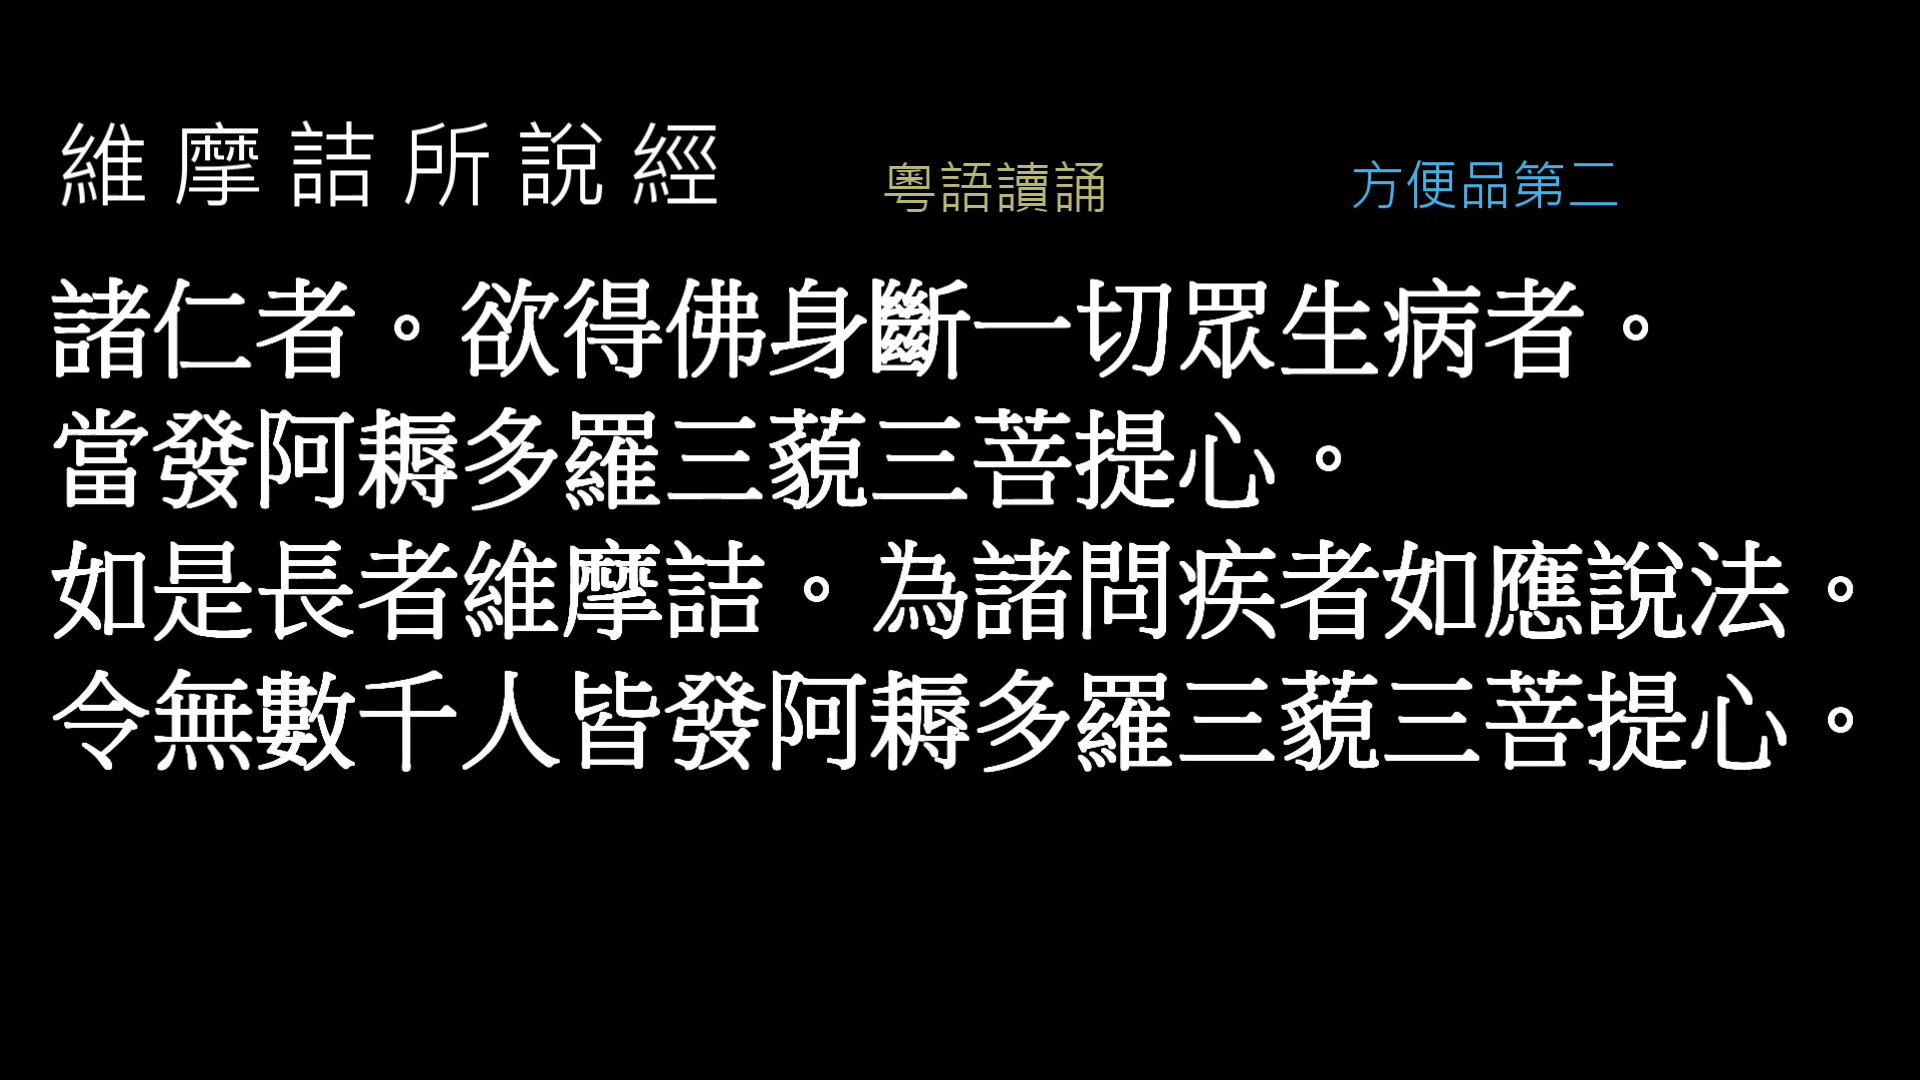 維摩詰所說經 粵語讀誦 方便品第二
諸仁者。欲得佛身斷一切眾生病者。
當發阿耨多羅三藐三菩提心。
如是長者維摩詰。為諸問疾者如應說法。
令無數千人皆發阿耨多羅三藐三菩提心。